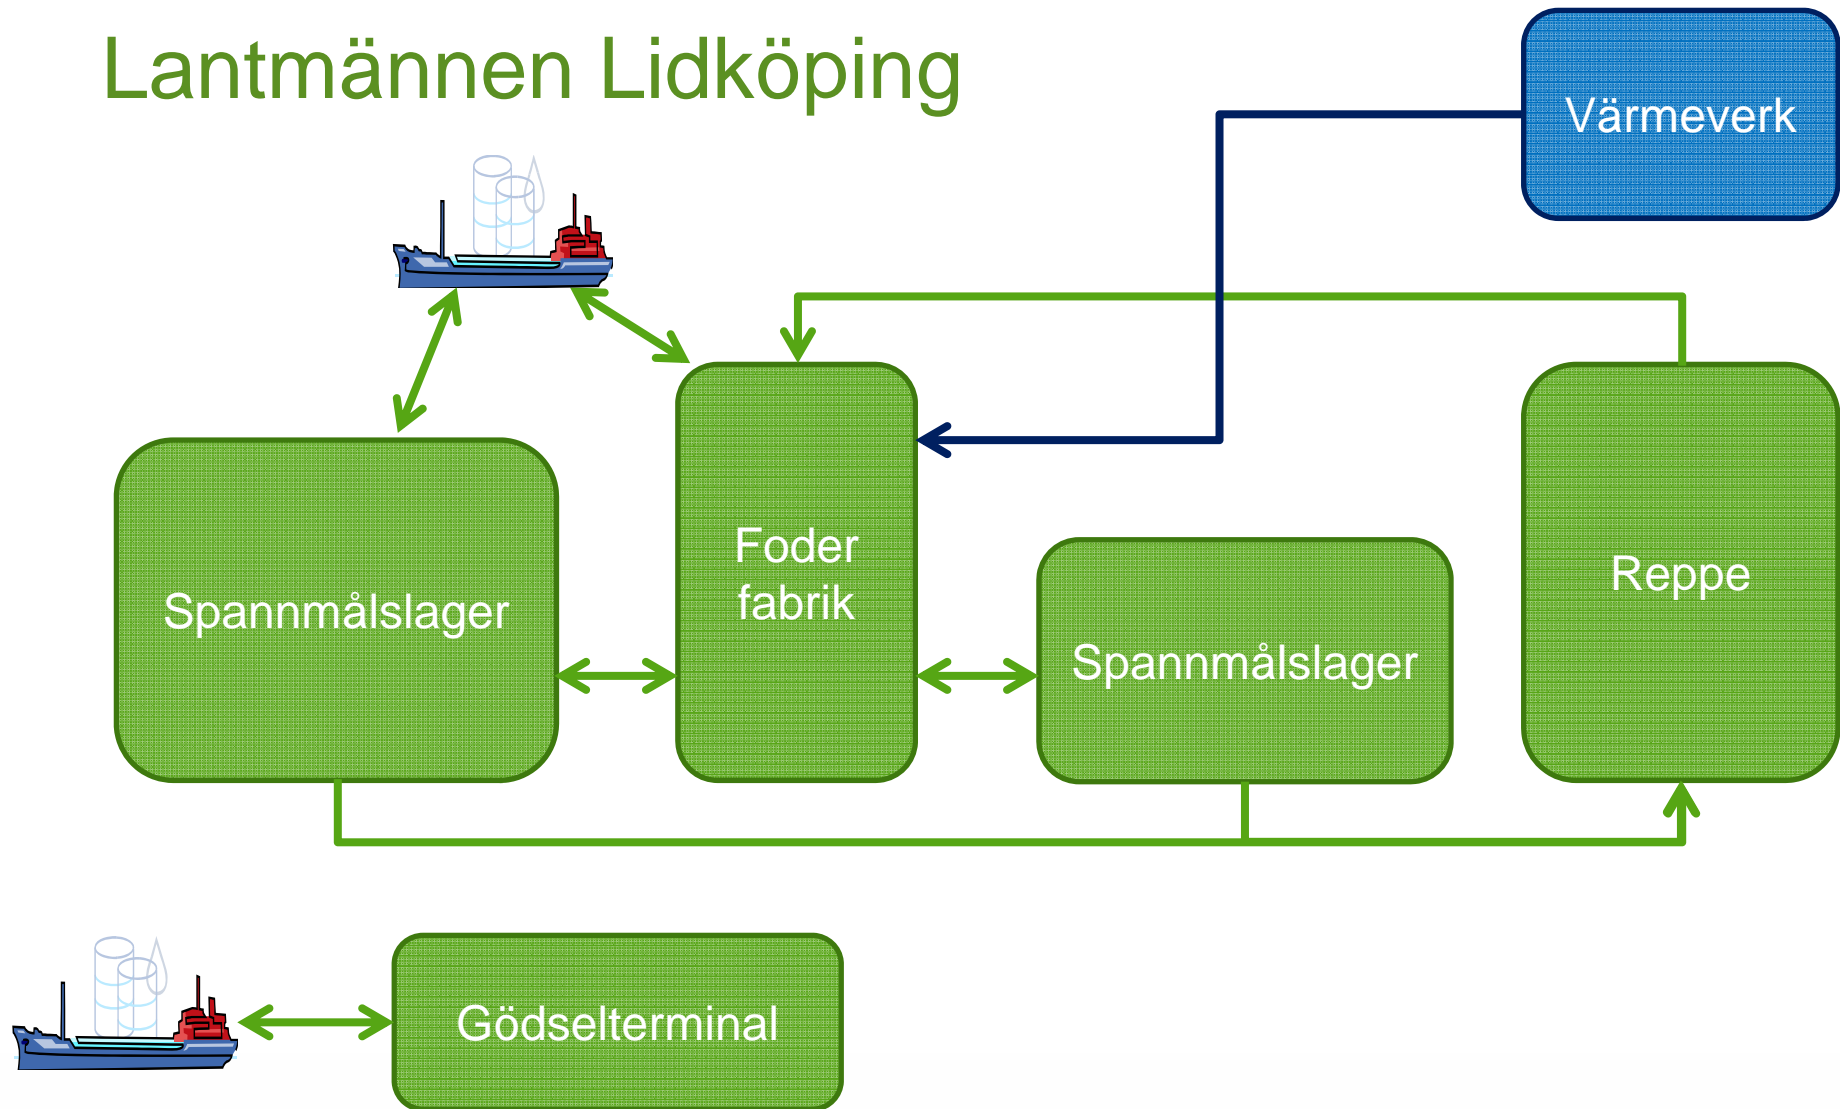 Lantmännen Lidköping
Värmeverk
Foder
fabrik
Reppe
Spannmålslager
Spannmålslager
Gödselterminal